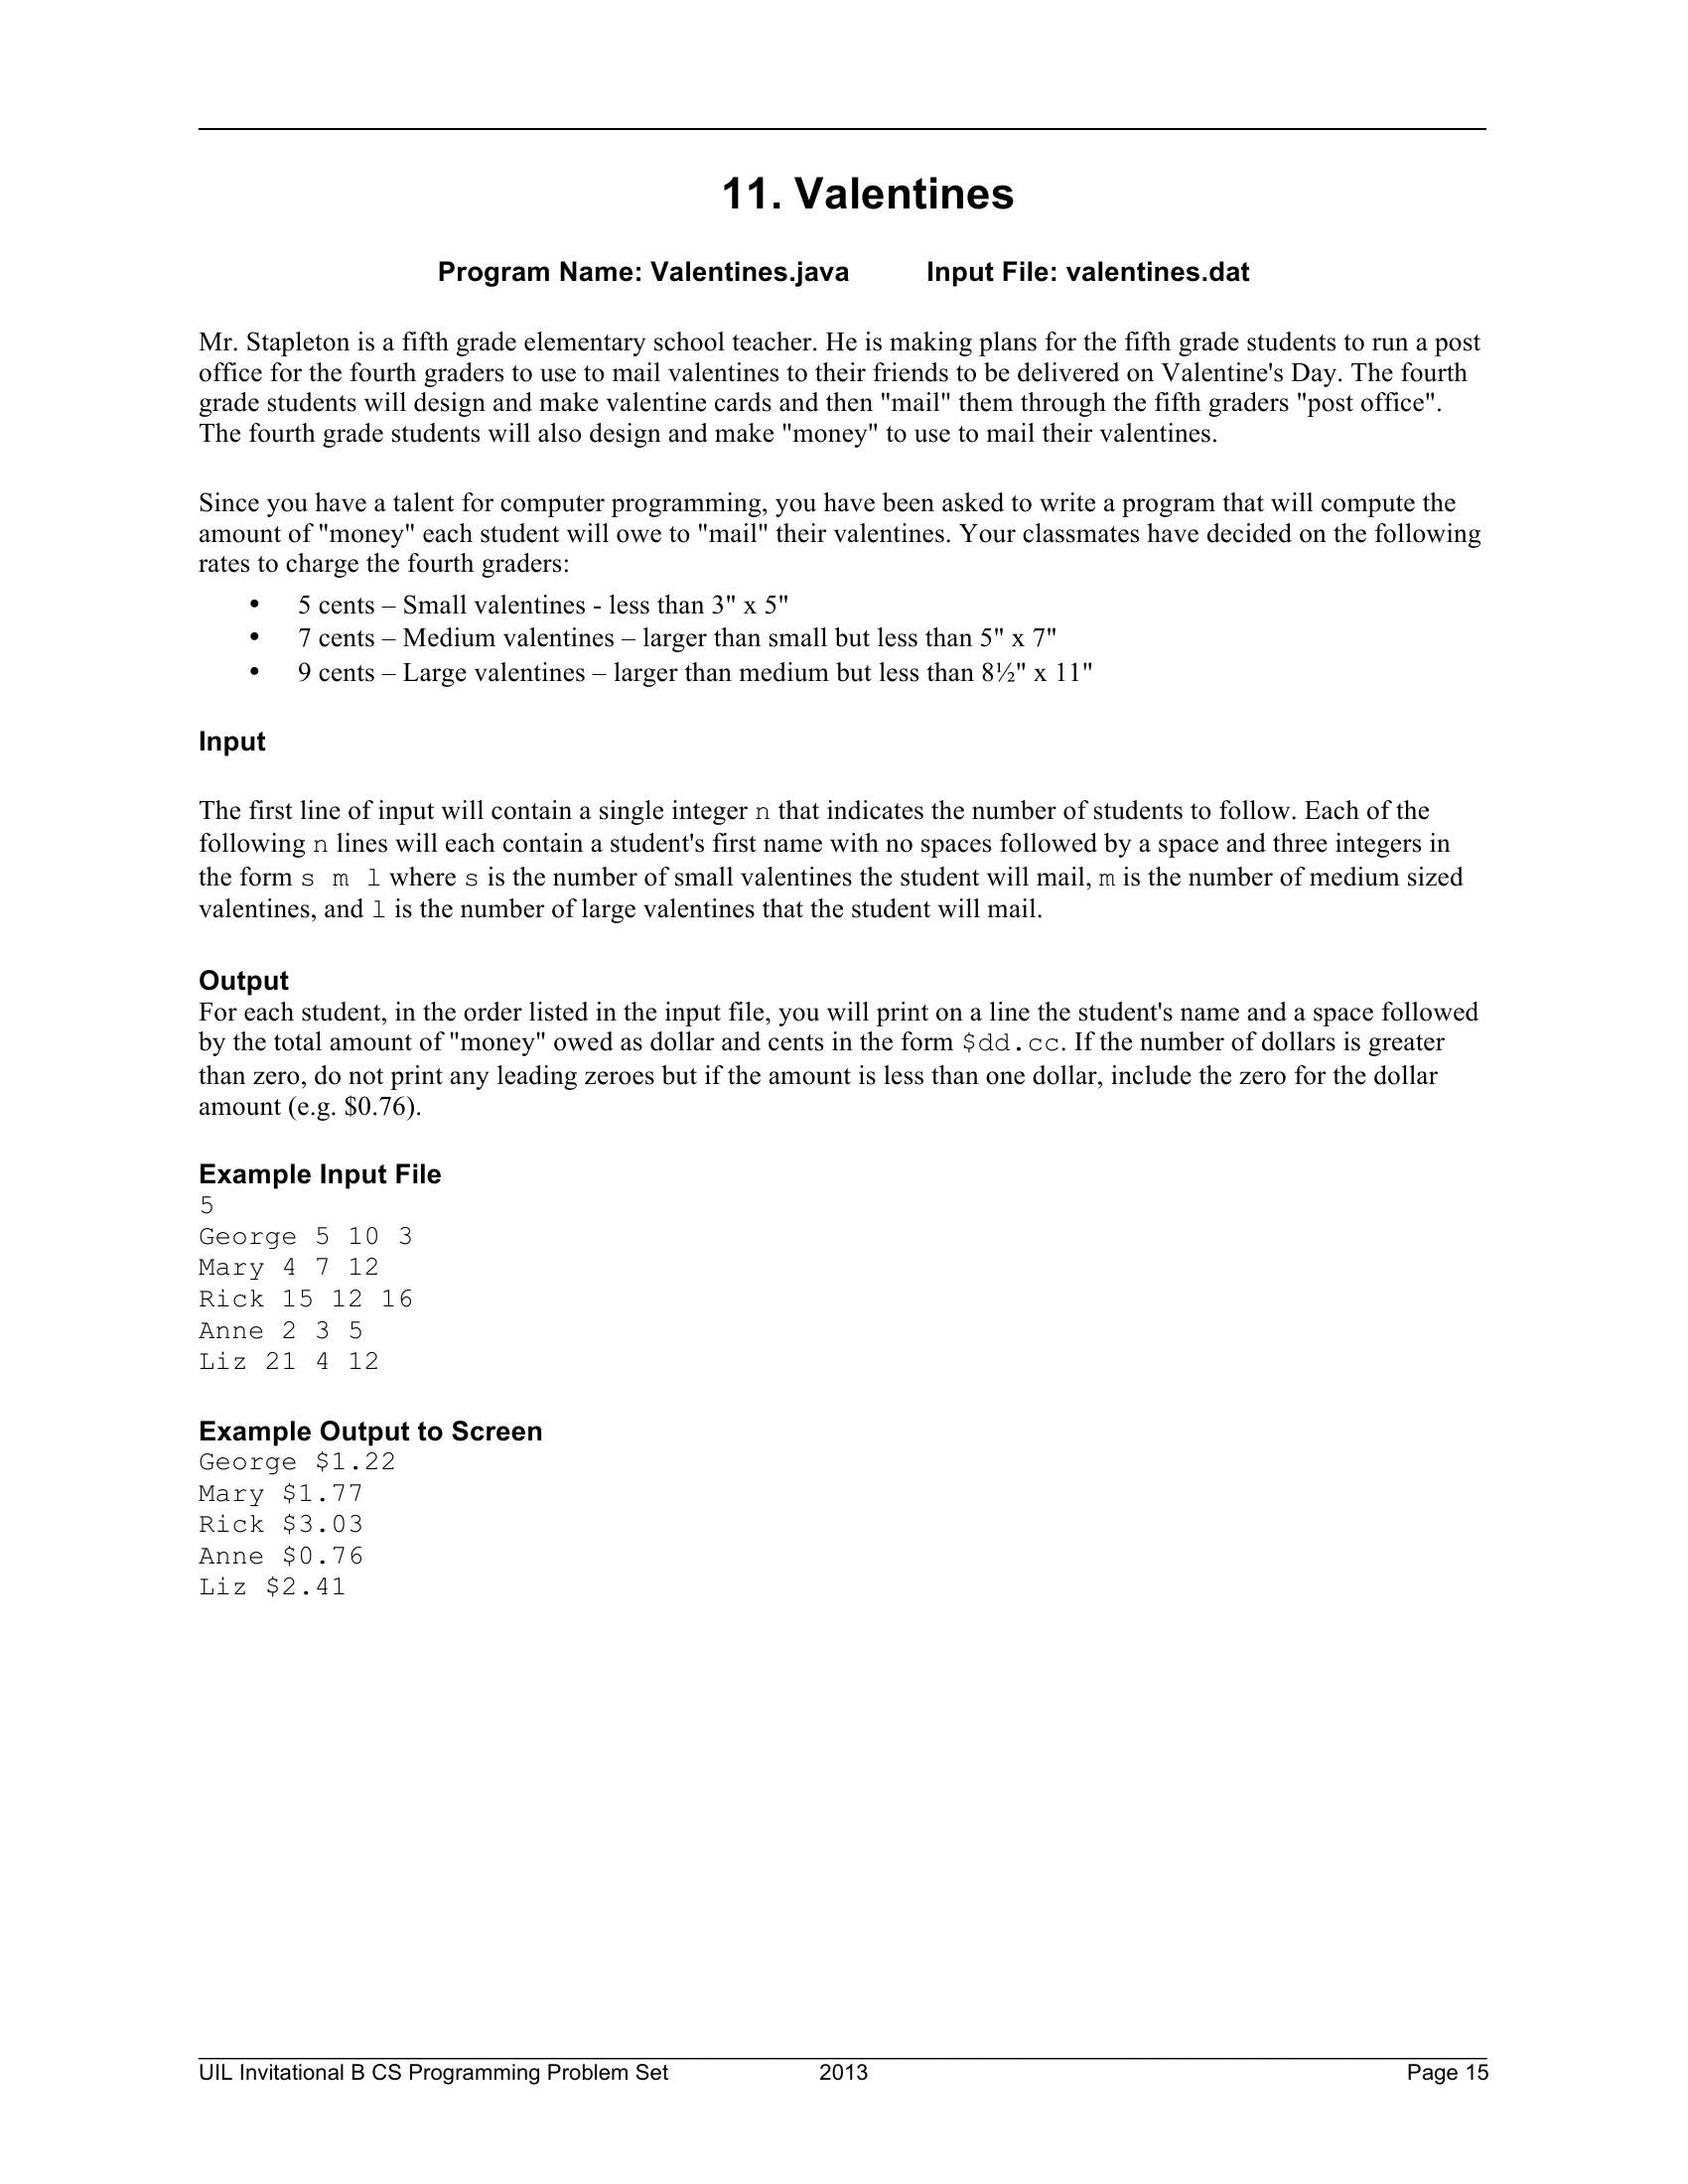 11. Valentines
Program Name: Valentines.java Input File: valentines.dat
Mr. Stapleton is a fifth grade elementary school teacher. He is making plans for the fifth grade students to run a post
office for the fourth graders to use to mail valentines to their friends to be delivered on Valentine's Day. The fourth
grade students will design and make valentine cards and then "mail" them through the fifth graders "post office".
The fourth grade students will also design and make "money" to use to mail their valentines.
Since you have a talent for computer programming, you have been asked to write a program that will compute the
amount of "money" each student will owe to "mail" their valentines. Your classmates have decided on the following
rates to charge the fourth graders:
• 5 cents – Small valentines - less than 3" x 5"
• 7 cents – Medium valentines – larger than small but less than 5" x 7"
• 9 cents – Large valentines – larger than medium but less than 8½" x 11"
Input
The first line of input will contain a single integer n that indicates the number of students to follow. Each of the
following n lines will each contain a student's first name with no spaces followed by a space and three integers in
the form s m l where s is the number of small valentines the student will mail, m is the number of medium sized
valentines, and l is the number of large valentines that the student will mail.
Output
For each student, in the order listed in the input file, you will print on a line the student's name and a space followed
by the total amount of "money" owed as dollar and cents in the form $dd.cc. If the number of dollars is greater
than zero, do not print any leading zeroes but if the amount is less than one dollar, include the zero for the dollar
amount (e.g. $0.76).
Example Input File
5
George 5 10 3
Mary 4 7 12
Rick 15 12 16
Anne 2 3 5
Liz 21 4 12
Example Output to Screen
George $1.22
Mary $1.77
Rick $3.03
Anne $0.76
Liz $2.41
UIL Invitational B CS Programming Problem Set 2013 Page 15